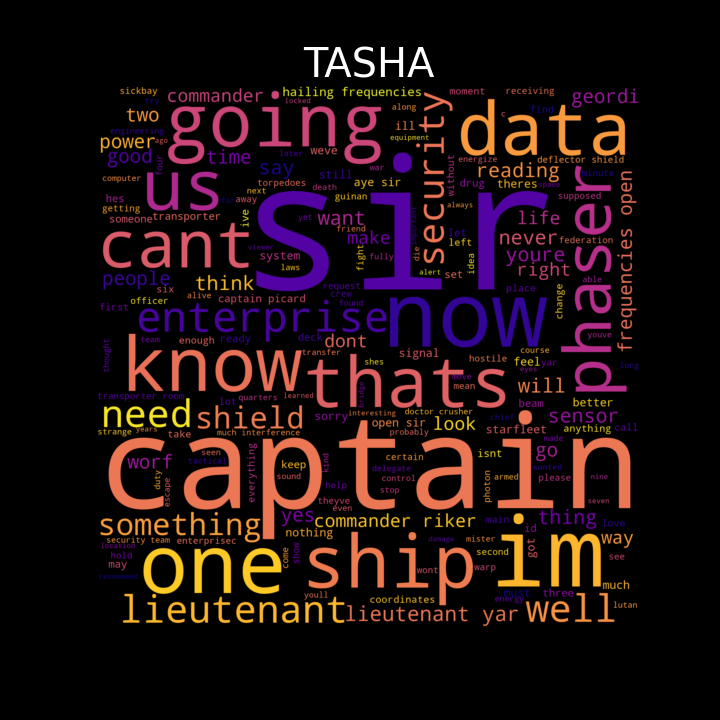 TASHA
sickbay
commander
hailing frequencies
moment
receiving
geordi
try
locked
along
find
c
two
going
ill
data
power
engineering
ago
weve
equipment
security
reading
deflector shield
good
time
say
later
war
without
energize
minute
computer
four
us
still
aye sir
drug
theres
space
phaser
frequencies open
next
torpedoes
death
guinan
always
supposed
getting
hes
away
someone
transporter
ive
sir
want
yet
friend
let
life
never
federation
cant
make
fight
die
left
idea
youre
viewer
system
fully
right
able
people
laws
alert
set
six
think
request
place
change
officer
alive
captain picard
crew
found
now
first
enterprise
youve
team
enough
ready
deck
dont
signal
course
long
thought
know
transfer
shes
hostile
feel
yar
thats
move
mean
eyes
will
transporter room
lot
quarters
learned
bridge
beam
better
need
shield
sorry
interesting
doctor crusher
starfleet
chief
sensor
call
strange
years
take
much interference
open sir
probably
look
isnt
anything
captain
made
worf
seen
tactical
everything
keep
kind
certain
go
duty
escape
sound
delegate
armed
wanted
nine
help
control
photon
please
stop
theyve
seven
even
something
yes
commander riker
main
id
thing
love
nothing
mister
got
way
security team
enterprisec
damage
second
location
hold
may
come
show
one
ship
wont
warp
im
see
much
youll
energy
must
three
coordinates
lieutenant
lieutenant yar
well
lutan